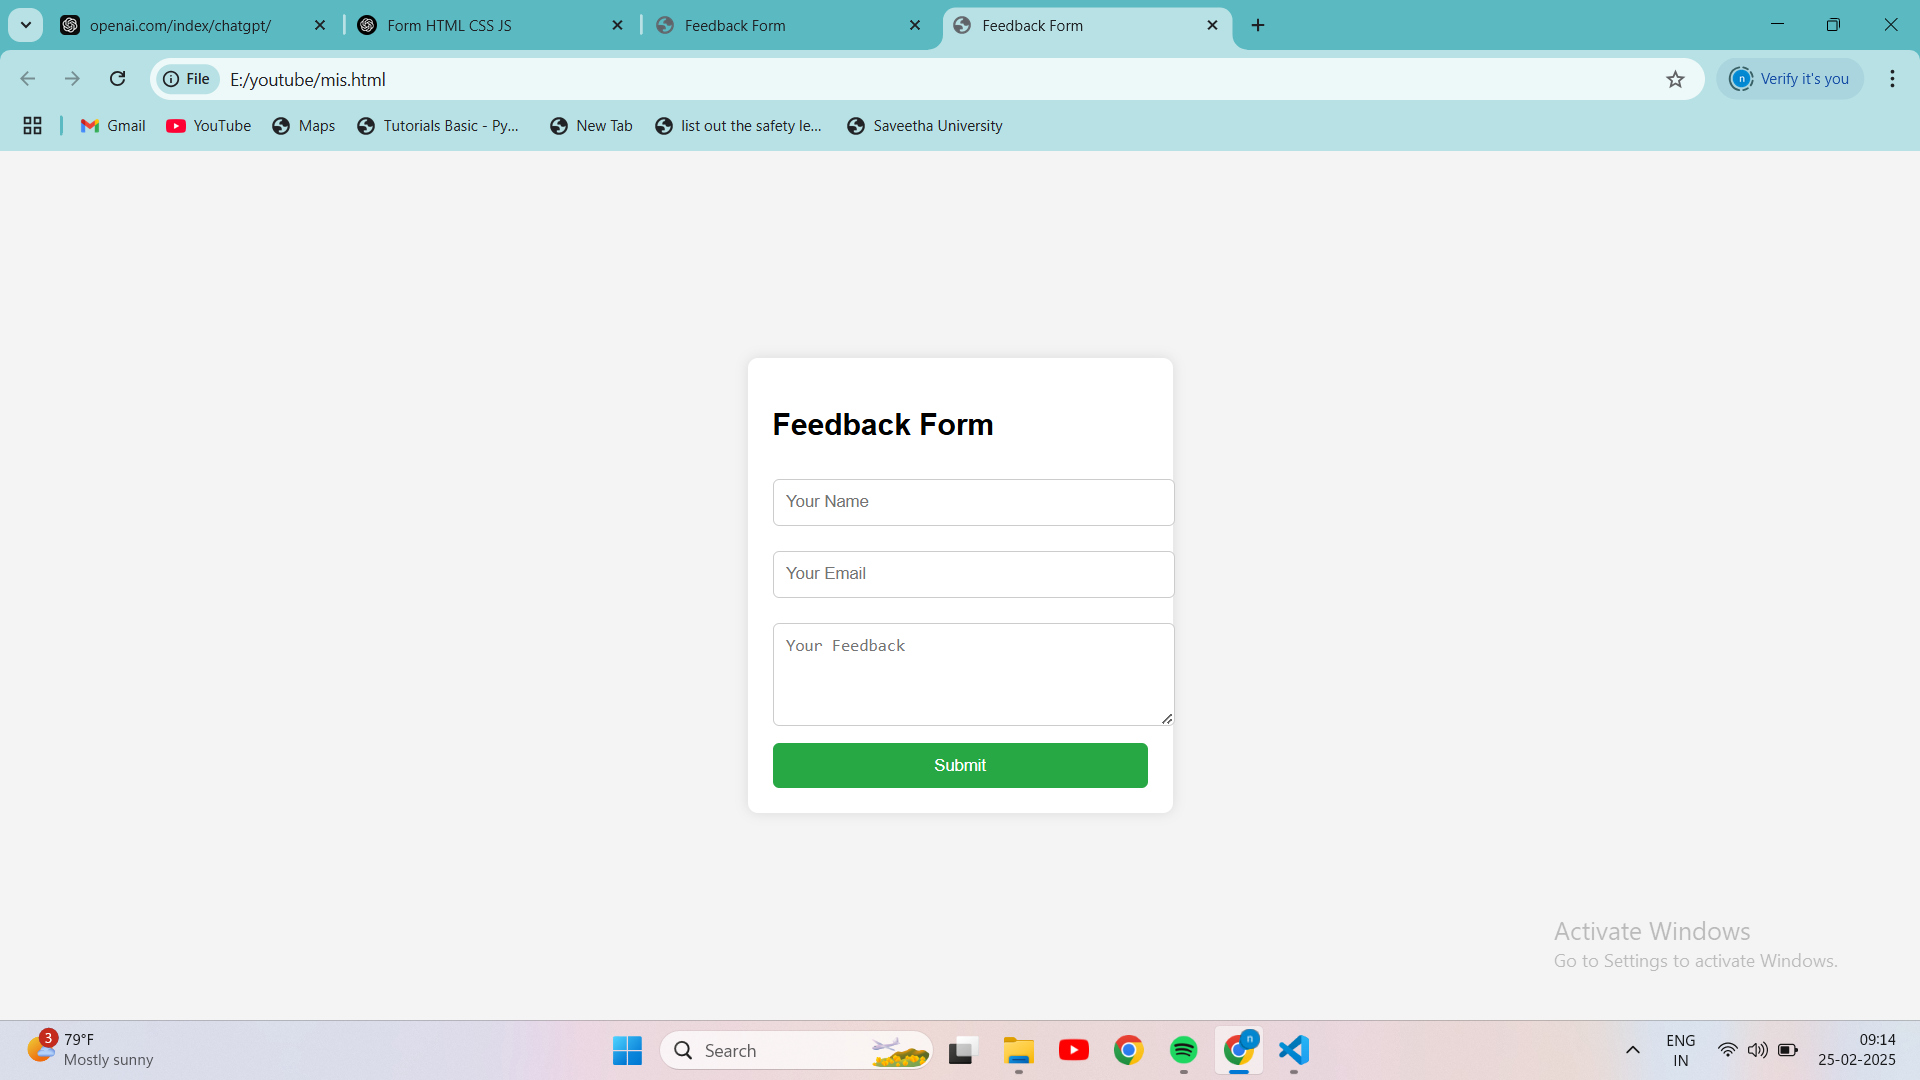 openai.com/index/chatgpt/
Form HTML CSS JS
Feedback Form
Feedback Form
File
E:/youtube/mis.html
n
Verify it's you
Gmail
YouTube
Maps
Tutorials Basic - Py...
New Tab
list out the safety le...
Saveetha University
Feedback Form
Your Name
Your Email
Your Feedback
Submit
Activate Windows
Go to Settings to activate Windows.
3
79°F
Mostly sunny
Search
n
ENG
IN
09:14
25-02-2025